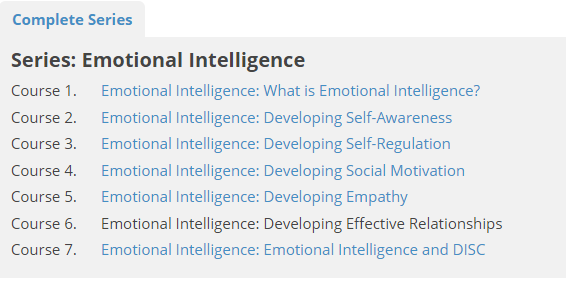 Complete Series
Series: Emotional Intelligence
Course 1. Emotional Intelligence: What is Emotional Intelligence?
Course 2. Emotional Intelligence: Developing Self-Awareness
Course 3. Emotional Intelligence: Developing Self-Regulation
Course 4. Emotional Intelligence: Developing Social Motivation
Course 5. Emotional Intelligence: Developing Empathy
Course 6. Emotional Intelligence: Developing Effective Relationships
Course 7. Emotional Intelligence: Emotional Intelligence and DISC